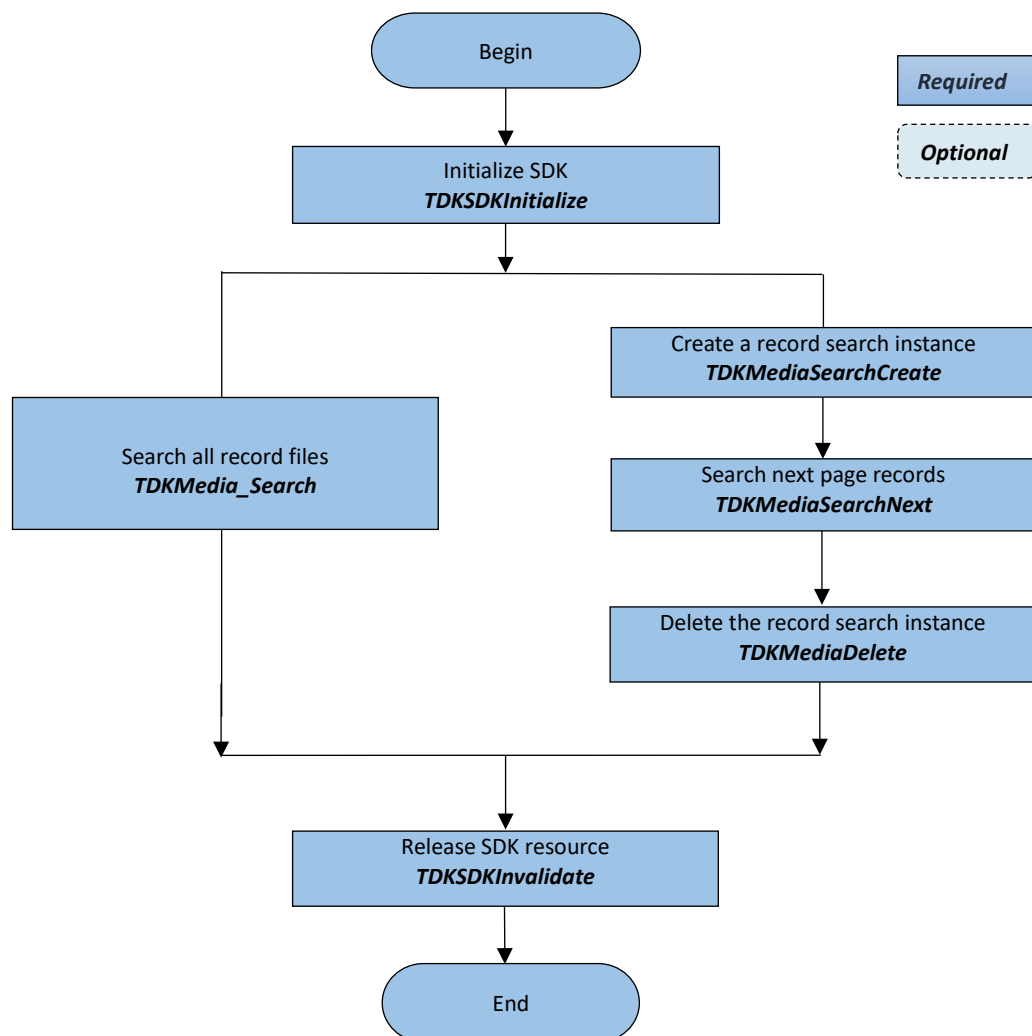 Begin
Required
Optional
Initialize SDK
TDKSDKInitialize
Create a record search instance
TDKMediaSearchCreate
Search all record files
TDKMedia_Search
Search next page records
TDKMediaSearchNext
Delete the record search instance
TDKMediaDelete
Release SDK resource
TDKSDKInvalidate
End